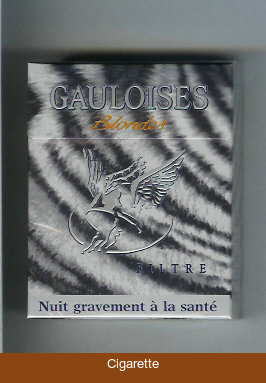 GAULOISES
Blondes
FILTRE
Nuit gravement à la santé
Cigarette